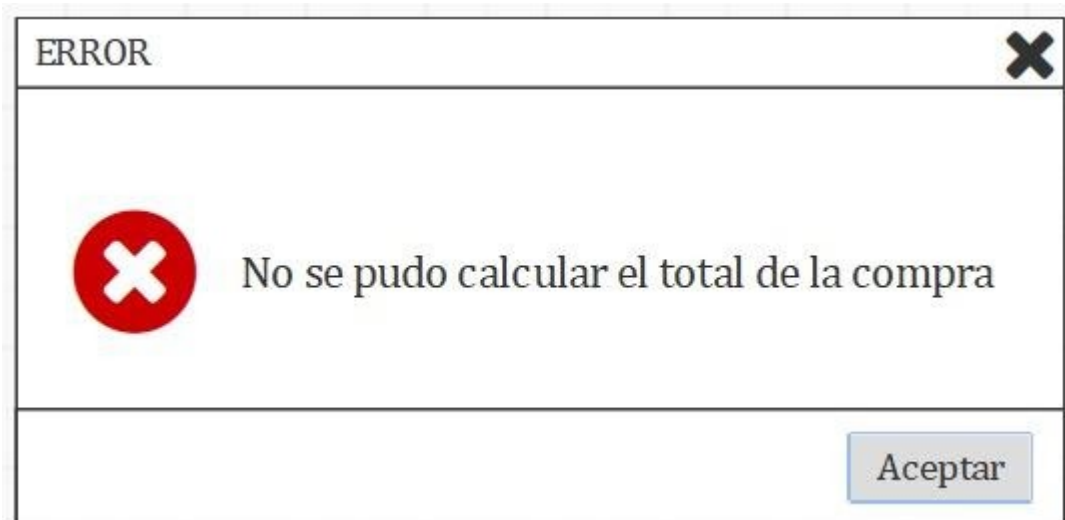 ERROR
No se pudo calcular el total de la compra
Aceptar